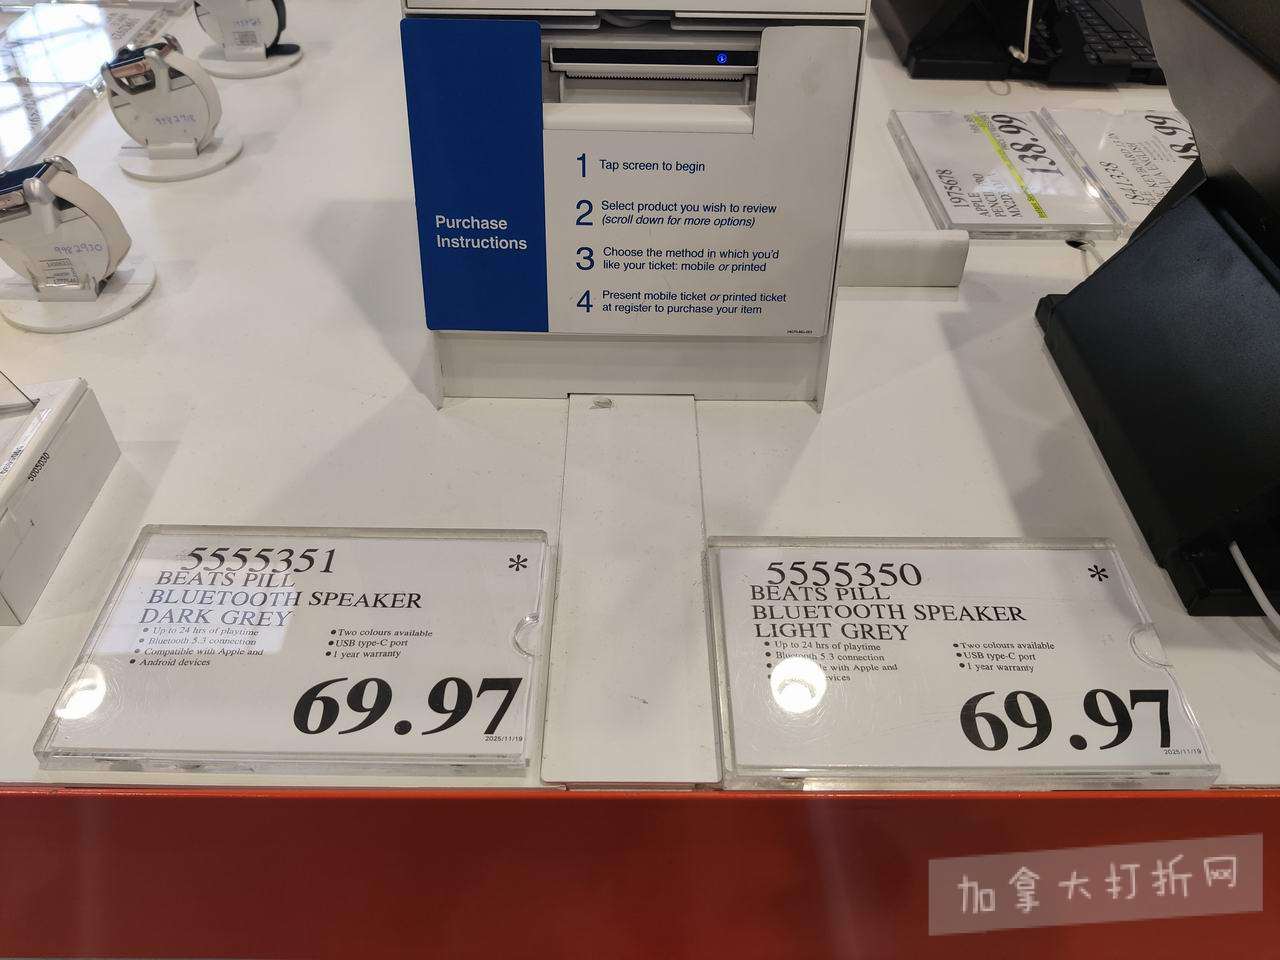 Purchase
Instructions
1 Tap screen to begin
2 Select product you wish to review
(scroll down for more options)
3 Choose the method in which you'd
like your ticket: mobile or printed
4 Present mobile ticket or printed ticket
at register to purchase your item
9982930
1975678
APPLE
138.99
5555351 *
BEATS PILL
BLUETOOTH SPEAKER
DARK GREY
• Up to 24 hrs of playtime
• Bluetooth 5.3 connection
• Compatible with Apple and
• Android devices
• Two colours available
• USB type-C port
• 1 year warranty
69.97
2025/11/19
5555350 *
BEATS PILL
BLUETOOTH SPEAKER
LIGHT GREY
• Up to 24 hrs of playtime
• Bluetooth 5.3 connection
with Apple and
• Two colours available
• USB type-C port
• 1 year warranty
69.97
2025/11/19
加拿大打折网